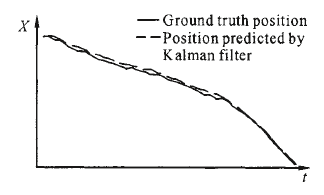 X
Ground truth position
Position predicted by
Kalman filter
t